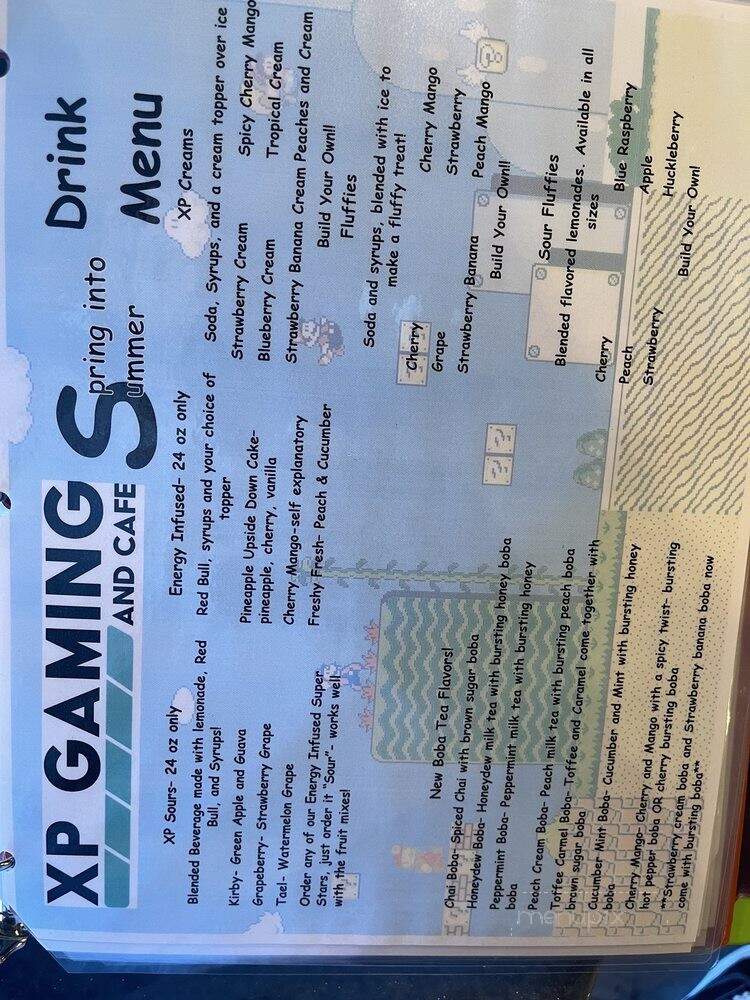 XP GAMING
AND CAFE
Spring into
Summer
Drink
Menu
XP Sours- 24 oz only
Blended Beverage made with lemonade, Red
Bull, and Syrups!
Kirby- Green Apple and Guava
Grapeberry- Strawberry Grape
Tael- Watermelon Grape
Order any of our Energy Infused Super
Stars, just order it "Sour"- works well
with the fruit mixes!
Energy Infused- 24 oz only
Red Bull, syrups and your choice of
topper
Pineapple Upside Down Cake-
pineapple, cherry, vanilla
Cherry Mango-self explanatory
Freshy Fresh- Peach & Cucumber
XP Creams
Soda, Syrups, and a cream topper over ice
Strawberry Cream Spicy Cherry Mango
Blueberry Cream Tropical Cream
Strawberry Banana Cream Peaches and Cream
Build Your Own!!
Fluffies
Soda and syrups, blended with ice to
make a fluffy treat!
Cherry Cherry Mango
Grape Strawberry
Strawberry Banana Peach Mango
Build Your Own!!
Sour Fluffies
Blended flavored lemonades. Available in all
sizes
Cherry Blue Raspberry
Peach Apple
Strawberry Huckleberry
Build Your Own!
New Boba Tea Flavors!
Chai Boba- Spiced Chai with brown sugar boba
Honeydew Boba- Honeydew milk tea with bursting honey boba
Peppermint Boba- Peppermint milk tea with bursting honey
boba
Peach Cream Boba- Peach milk tea with bursting peach boba
Toffee Carmel Boba- Toffee and Caramel come together with
brown sugar boba
Cucumber Mint Boba- Cucumber and Mint with bursting honey
boba
Cherry Mango- Cherry and Mango with a spicy twist- bursting
hot pepper boba OR cherry bursting boba
**Strawberry cream boba and Strawberry banana boba now
come with bursting boba**
menupix